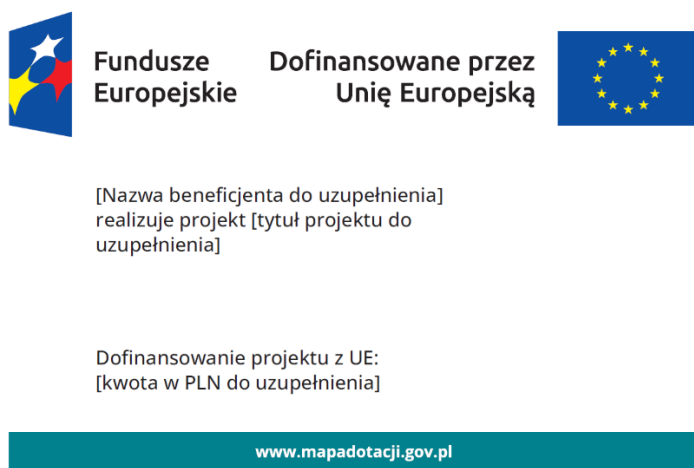 Fundusze
Europejskie
Dofinansowane przez
Unię Europejską
[Nazwa beneficjenta do uzupełnienia]
realizuje projekt [tytuł projektu do
uzupełnienia]
Dofinansowanie projektu z UE:
[kwota w PLN do uzupełnienia]
www.mapadotacji.gov.pl